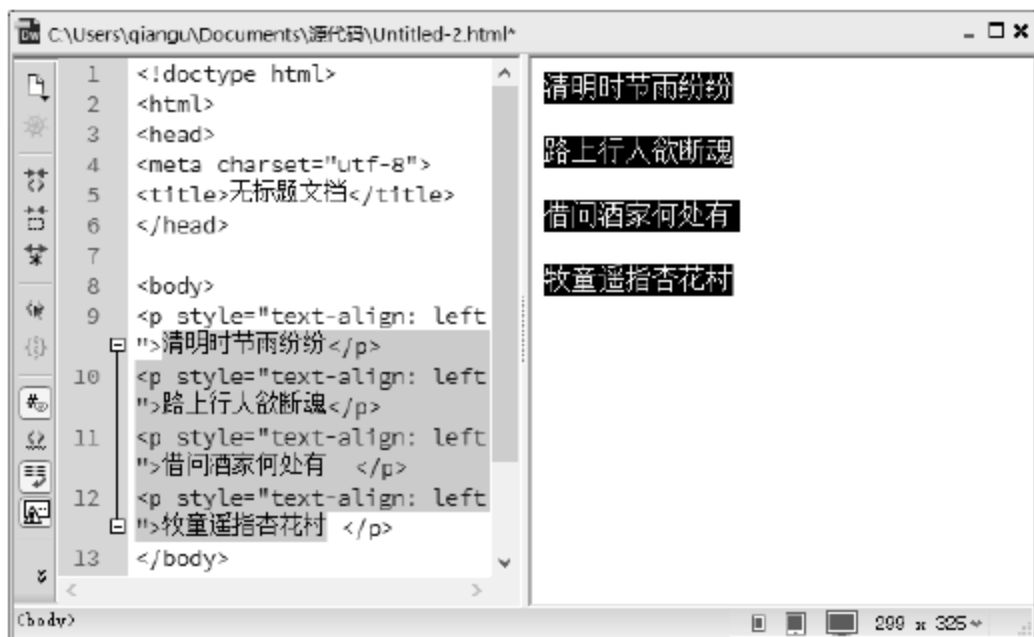 Dw C:\Users\qiangu\Documents\源代码\Untitled-2.html*
1 <!doctype html>
2 <html>
3 <head>
4 <meta charset="utf-8">
5 <title>无标题文档</title>
6 </head>
7
8 <body>
9 <p style="text-align: left
">清明时节雨纷纷</p>
10 <p style="text-align: left
">路上行人欲断魂</p>
11 <p style="text-align: left
">借问酒家何处有  </p>
12 <p style="text-align: left
">牧童遥指杏花村 </p>
13 </body>
清明时节雨纷纷
路上行人欲断魂
借问酒家何处有
牧童遥指杏花村
<body>
299 x 325